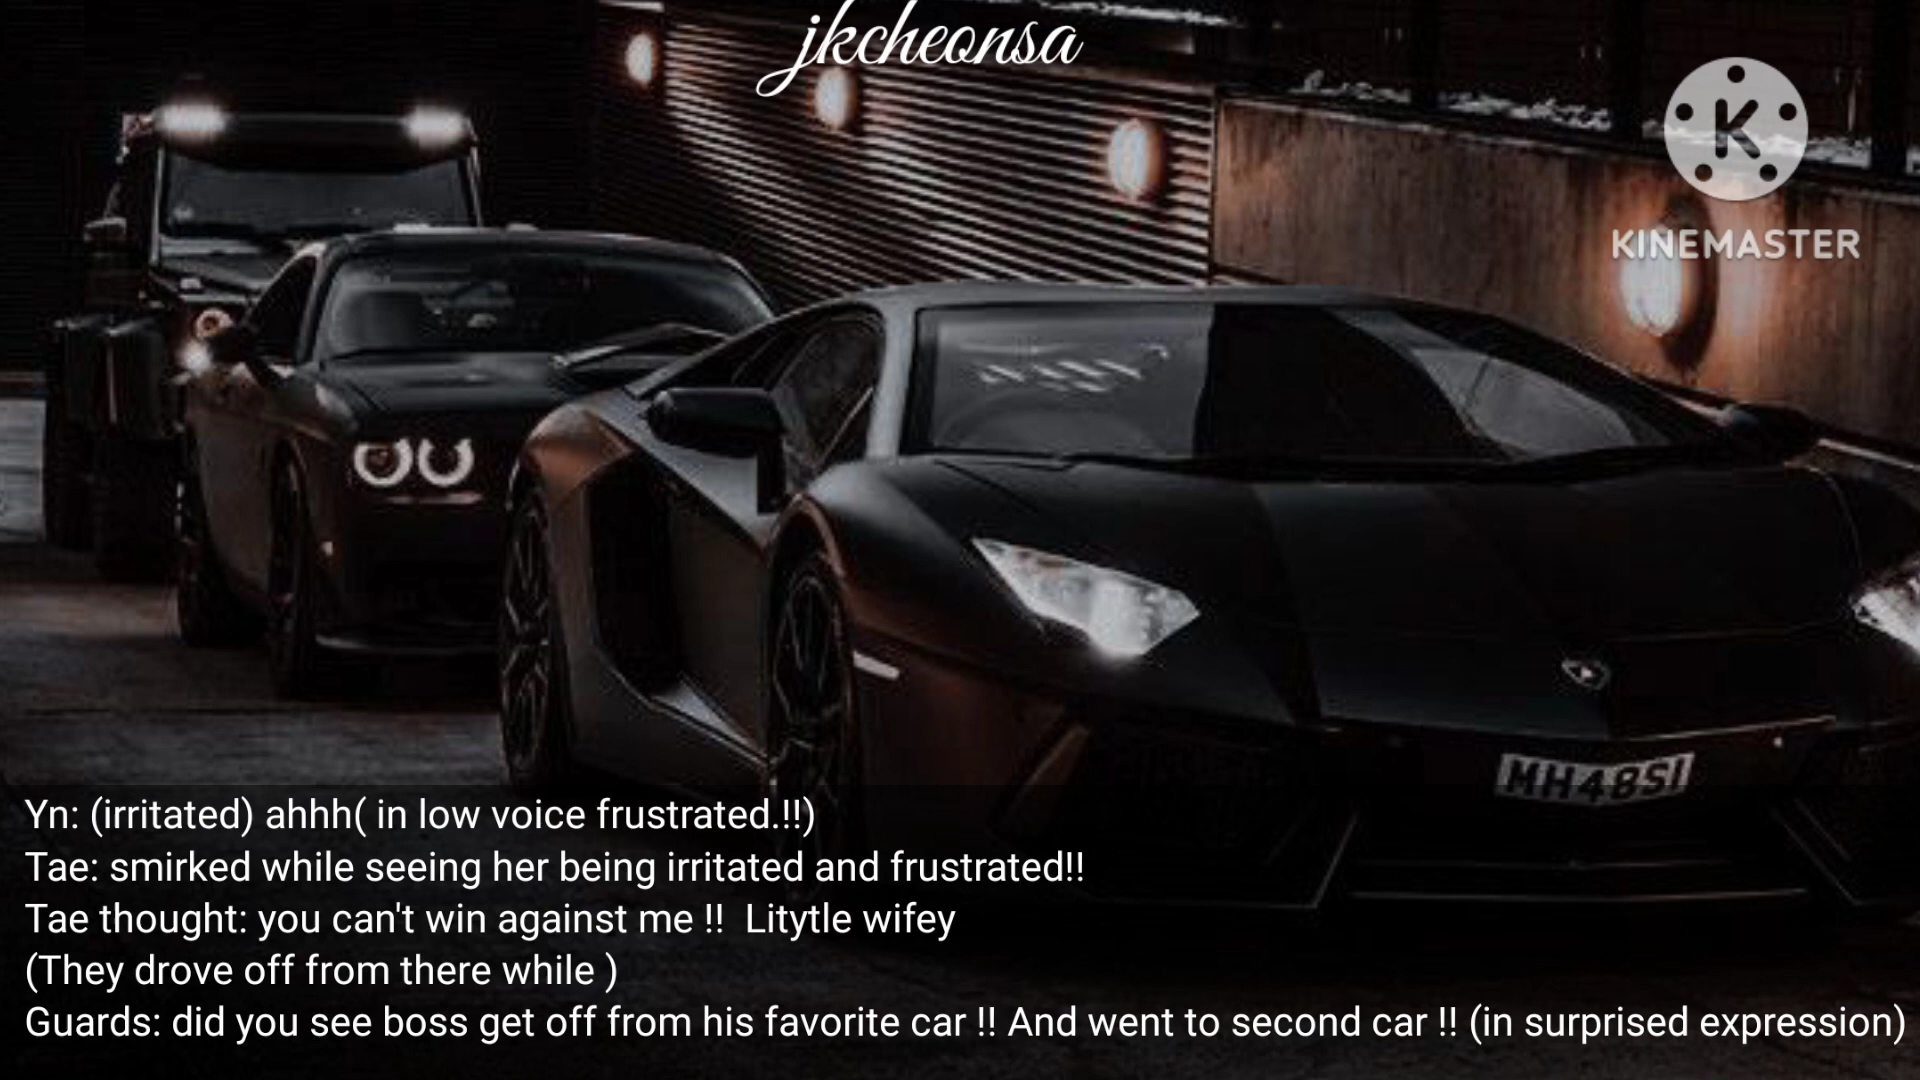 jkcheonsa
K
KINEMASTER
MH48SI
Yn: (irritated) ahhh( in low voice frustrated.!!)
Tae: smirked while seeing her being irritated and frustrated!!
Tae thought: you can't win against me !!  Litytle wifey
(They drove off from there while )
Guards: did you see boss get off from his favorite car !! And went to second car !! (in surprised expression)